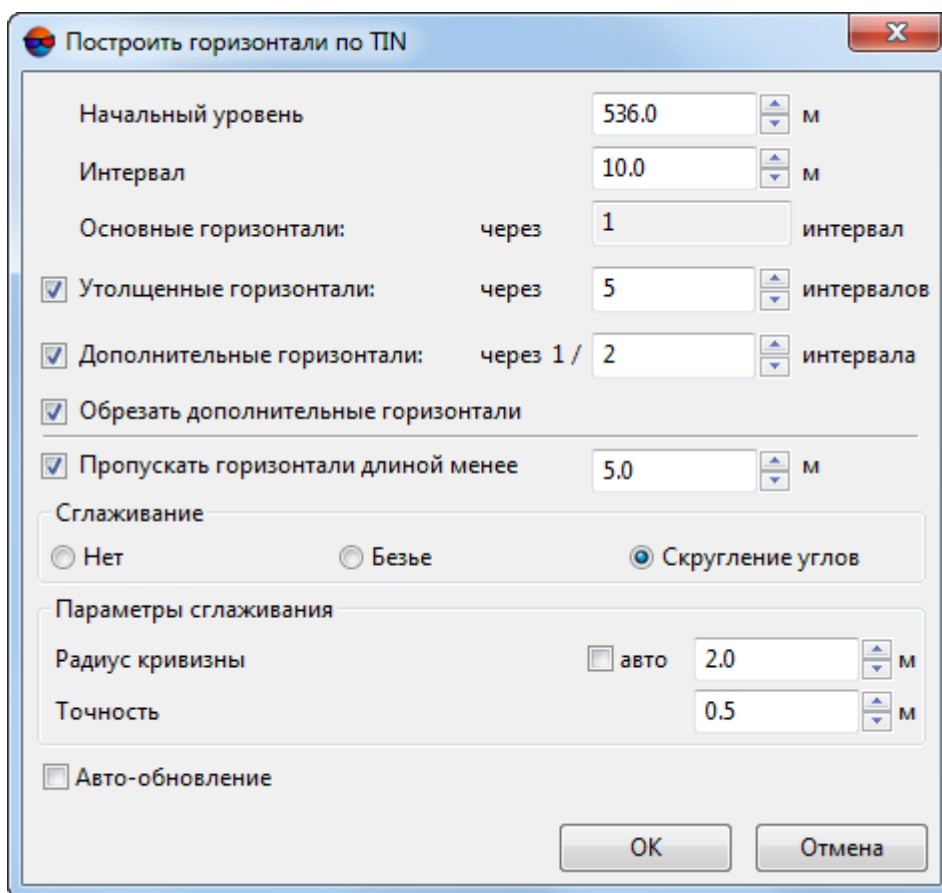 Построить горизонтали по TIN
Начальный уровень 536.0 м
Интервал 10.0 м
Основные горизонтали: через 1 интервал
Утолщенные горизонтали: через 5 интервалов
Дополнительные горизонтали: через 1 / 2 интервала
Обрезать дополнительные горизонтали
Пропускать горизонтали длиной менее 5.0 м
Сглаживание
Нет Безье Скругление углов
Параметры сглаживания
Радиус кривизны авто 2.0 м
Точность 0.5 м
Авто-обновление
OK Отмена